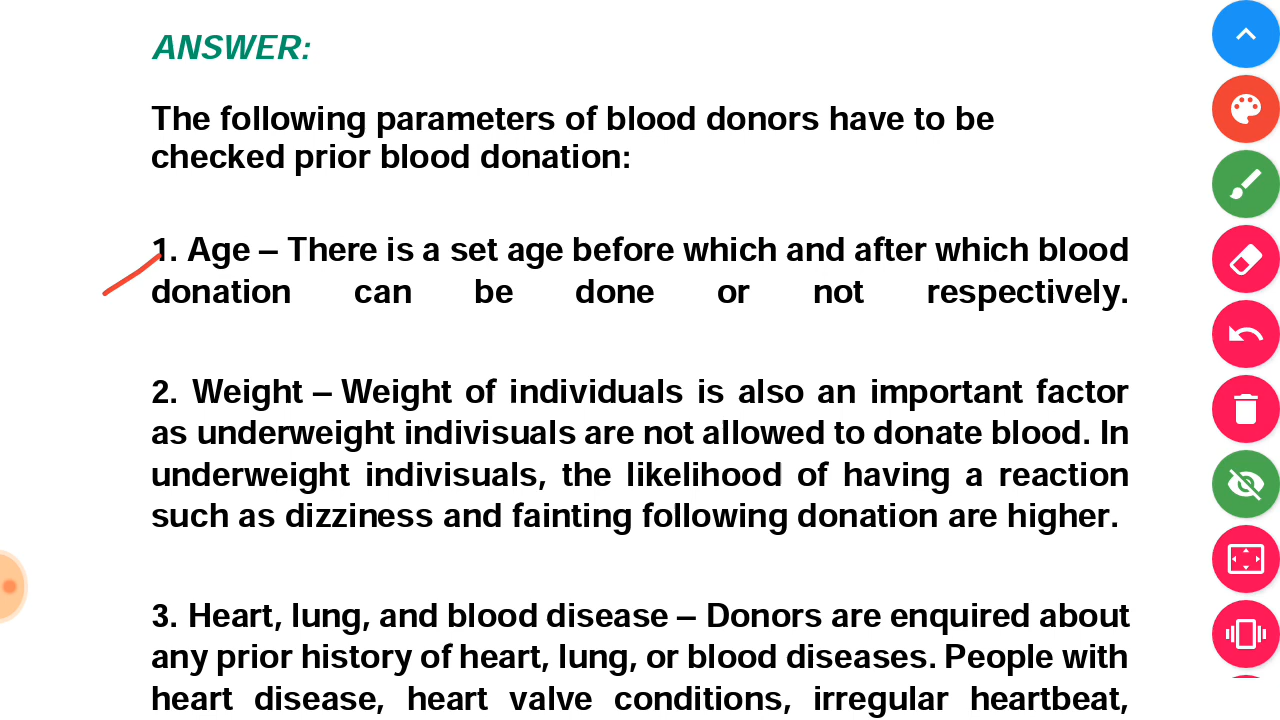 ANSWER:
The following parameters of blood donors have to be
checked prior blood donation:
1. Age – There is a set age before which and after which blood
donation can be done or not respectively.
2. Weight – Weight of individuals is also an important factor
as underweight indivisuals are not allowed to donate blood. In
underweight indivisuals, the likelihood of having a reaction
such as dizziness and fainting following donation are higher.
3. Heart, lung, and blood disease – Donors are enquired about
any prior history of heart, lung, or blood diseases. People with
heart disease, heart valve conditions, irregular heartbeat,